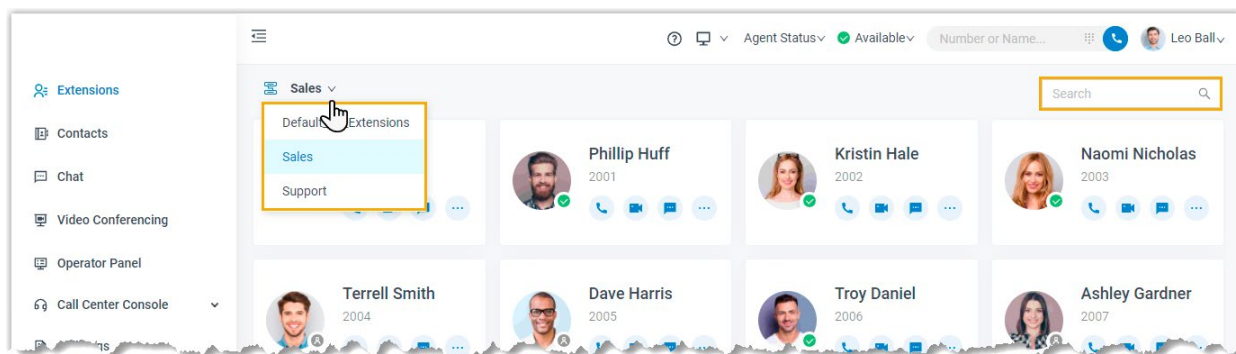 Agent Status
Available
Number or Name...
Leo Ball
Extensions
Sales
Search
Default Extensions
Sales
Support
Contacts
Chat
Video Conferencing
Operator Panel
Call Center Console
Phillip Huff
2001
Kristin Hale
2002
Naomi Nicholas
2003
Terrell Smith
2004
Dave Harris
2005
Troy Daniel
2006
Ashley Gardner
2007